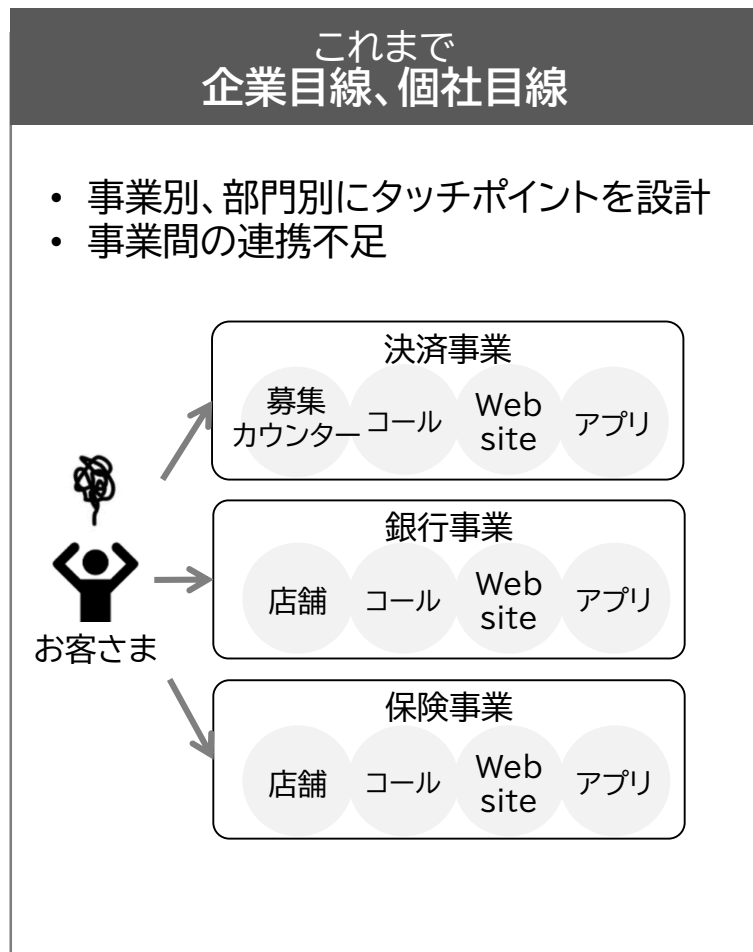 これまで
企業目線、個社目線
• 事業別、部門別にタッチポイントを設計
• 事業間の連携不足
決済事業
募集
カウンター
コール
Web
site
アプリ
銀行事業
店舗
コール
Web
site
アプリ
お客さま
保険事業
店舗
コール
Web
site
アプリ